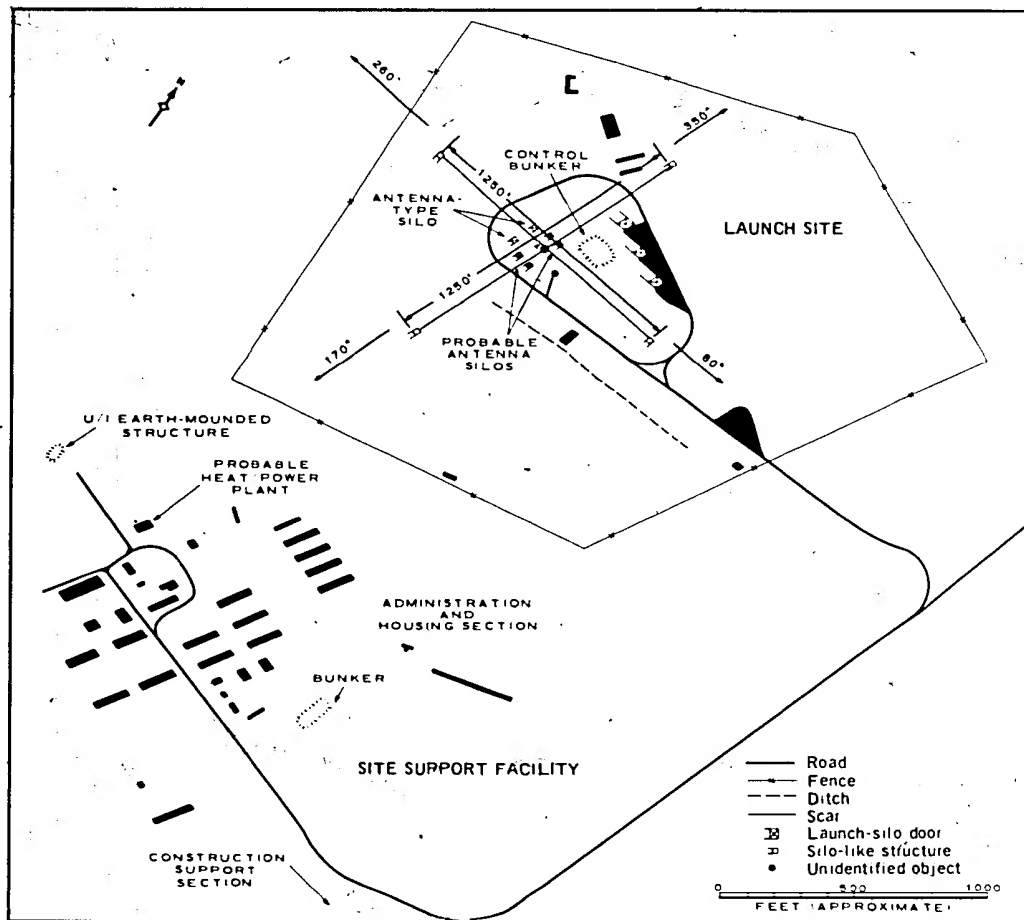 N
260°
350°
CONTROL
BUNKER
1250'
ANTENNA-
TYPE
SILO
LAUNCH SITE
1250'
170°
PROBABLE
ANTENNA
SILOS
80°
U/I EARTH-MOUNDED
STRUCTURE
PROBABLE
HEAT/POWER
PLANT
ADMINISTRATION
AND
HOUSING SECTION
BUNKER
SITE SUPPORT FACILITY
CONSTRUCTION
SUPPORT
SECTION
Road
Fence
Ditch
Scar
Launch-silo door
Silo-like structure
Unidentified object
0 500 1000
FEET (APPROXIMATE)